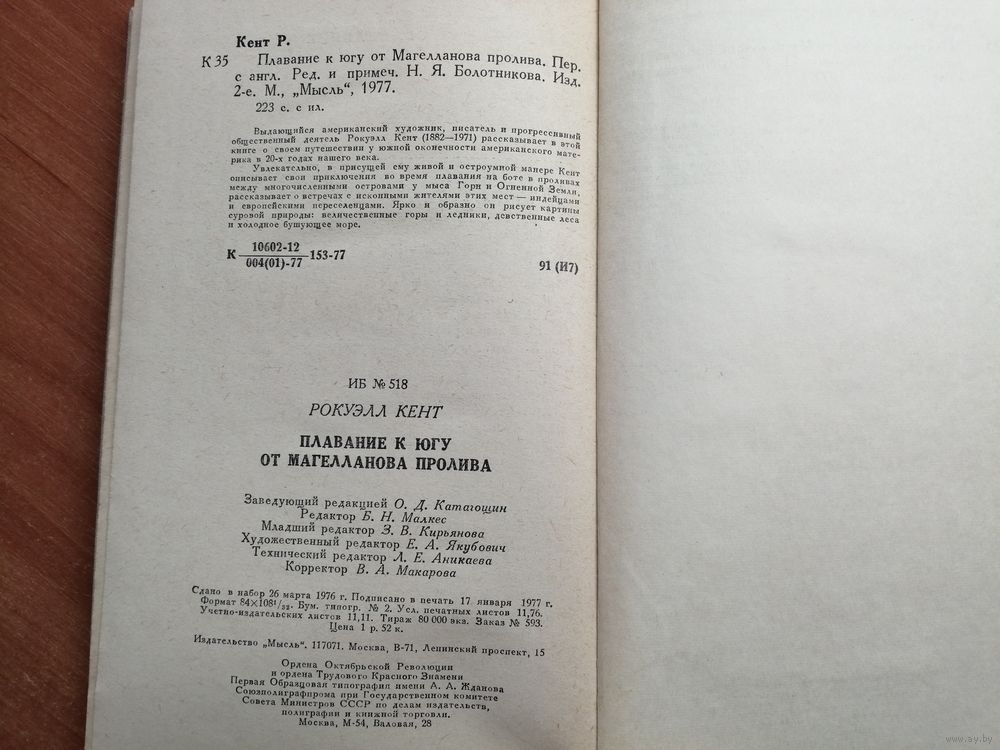 Кент Р.
К 35 Плавание к югу от Магелланова пролива. Пер.
с англ. Ред. и примеч. Н. Я. Болотникова. Изд.
2-е. М., „Мысль“, 1977.
223 с. с ил.
Выдающийся американский художник, писатель и прогрессивный
общественный деятель Рокуэлл Кент (1882—1971) рассказывает в этой
книге о своем путешествии у южной оконечности американского мате-
рика в 20-х годах нашего века.
Увлекательно, в присущей ему живой и остроумной манере Кент
описывает свои приключения во время плавания на боте в проливах
между многочисленными островами у мыса Горн и Огненной Земли,
рассказывает о встречах с исконными жителями этих мест — индейцами
и европейскими переселенцами. Ярко и образно он рисует картины
суровой природы: величественные горы и ледники, девственные леса
и холодное бушующее море.
К 10602-12
004(01)-77 153-77
91 (И7)
ИБ № 518
РОКУЭЛЛ КЕНТ
ПЛАВАНИЕ К ЮГУ
ОТ МАГЕЛЛАНОВА ПРОЛИВА
Заведующий редакцией О. Д. Катагощин
Редактор Б. Н. Малкес
Младший редактор З. В. Кирьянова
Художественный редактор Е. А. Якубович
Технический редактор Л. Е. Аникаева
Корректор В. А. Макарова
Сдано в набор 26 марта 1976 г. Подписано в печать 17 января 1977 г.
Формат 84×108¹/₃₂. Бум. типогр. № 2. Усл. печатных листов 11,76.
Учетно-издательских листов 11,11. Тираж 80 000 экз. Заказ № 593.
Цена 1 р. 52 к.
Издательство „Мысль“. 117071. Москва, В-71, Ленинский проспект, 15
Ордена Октябрьской Революции
и ордена Трудового Красного Знамени
Первая Образцовая типография имени А. А. Жданова
Союзполиграфпрома при Государственном комитете
Совета Министров СССР по делам издательств,
полиграфии и книжной торговли.
Москва, М-54, Валовая, 28
www.ay.by